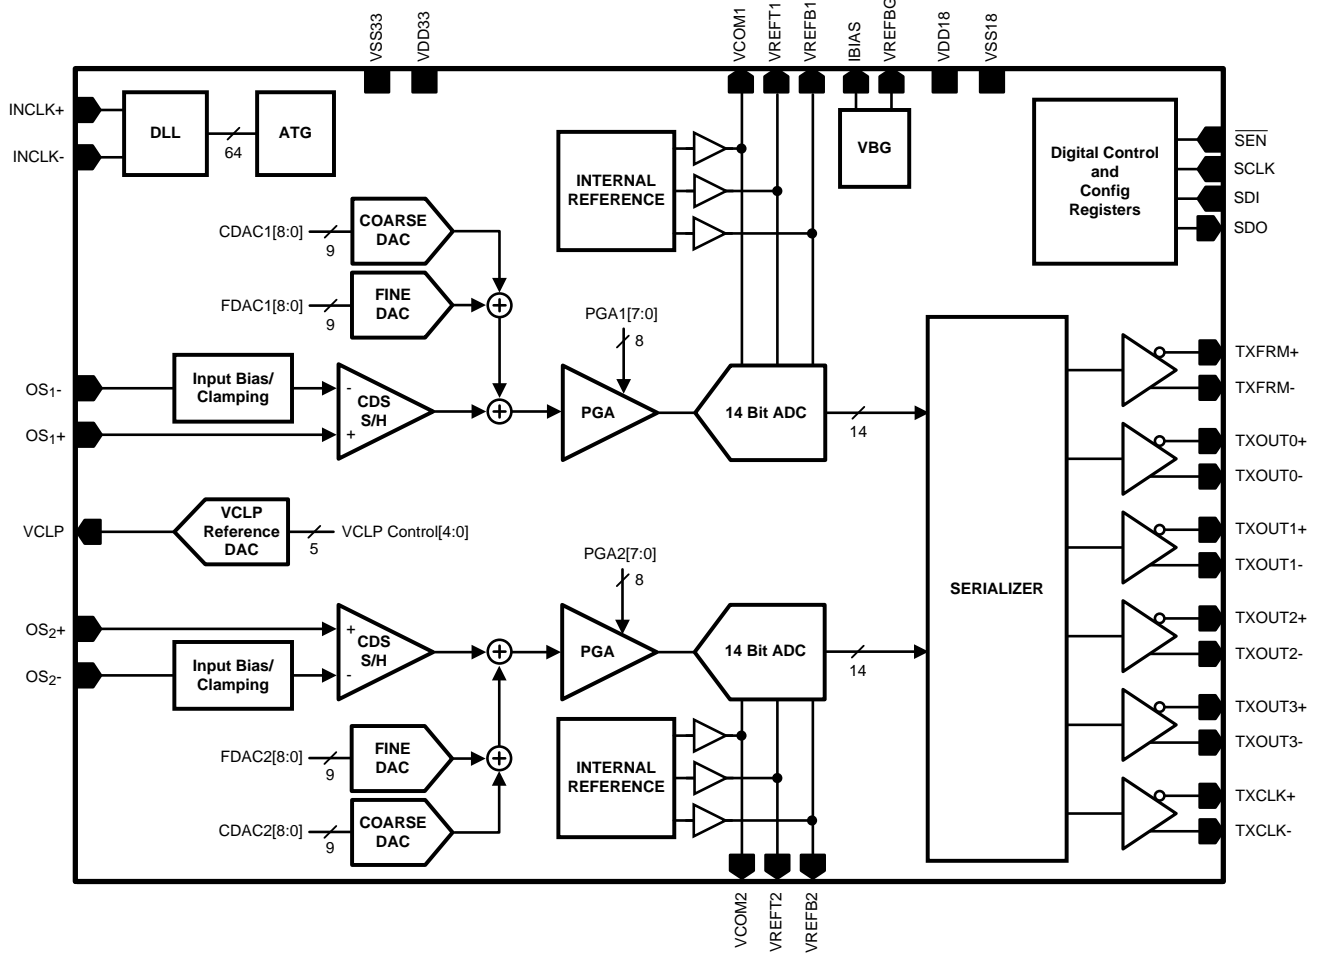 VSS33
VDD33
VCOM1
VREFT1
VREFB1
IBIAS
VREFBG
VDD18
VSS18
INCLK+
INCLK-
DLL
64
ATG
INTERNAL
REFERENCE
VBG
Digital Control
and
Config
Registers
SEN
SCLK
SDI
SDO
CDAC1[8:0]
9
COARSE
DAC
FDAC1[8:0]
9
FINE
DAC
+
PGA1[7:0]
8
OS1-
OS1+
Input Bias/
Clamping
-
CDS
S/H
+
+
PGA
14 Bit ADC
14
VCLP
VCLP
Reference
DAC
5
VCLP Control[4:0]
PGA2[7:0]
8
OS2+
OS2-
Input Bias/
Clamping
+
CDS
S/H
-
+
PGA
14 Bit ADC
14
SERIALIZER
FDAC2[8:0]
9
FINE
DAC
+
CDAC2[8:0]
9
COARSE
DAC
INTERNAL
REFERENCE
TXFRM+
TXFRM-
TXOUT0+
TXOUT0-
TXOUT1+
TXOUT1-
TXOUT2+
TXOUT2-
TXOUT3+
TXOUT3-
TXCLK+
TXCLK-
VCOM2
VREFT2
VREFB2